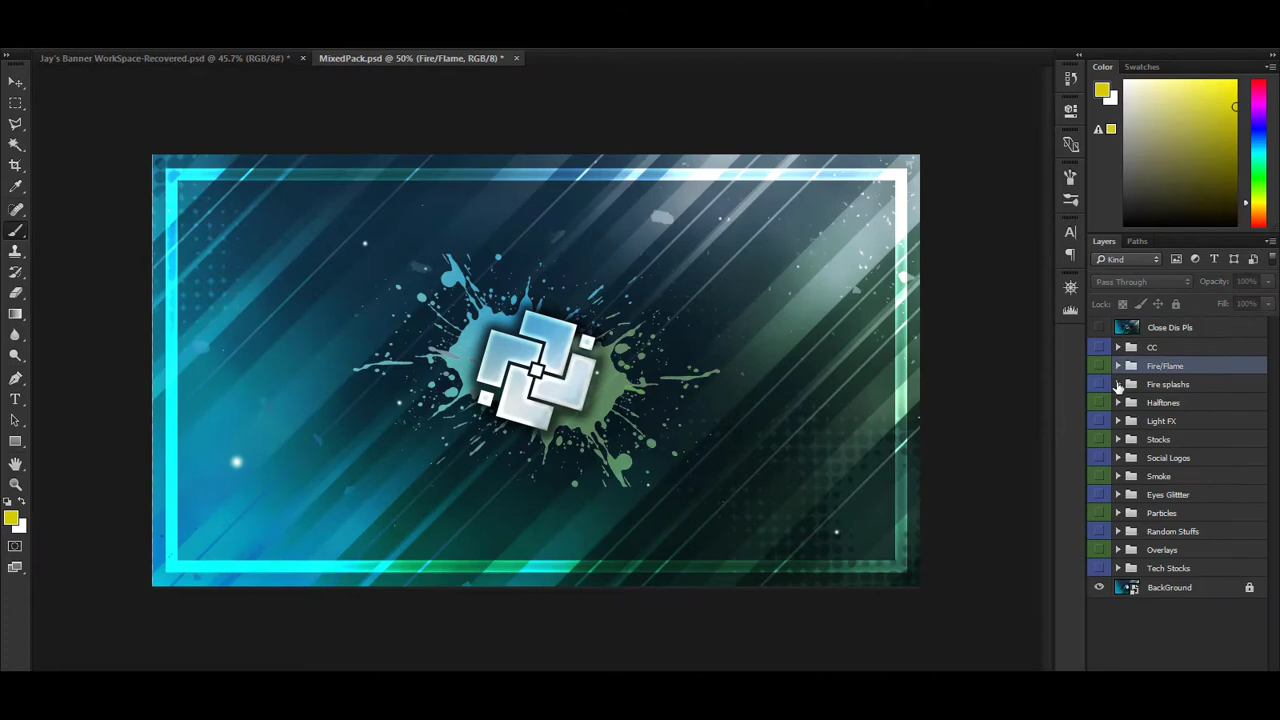 Jay's Banner WorkSpace-Recovered.psd @ 45.7% (RGB/8#) *
MixedPack.psd @ 50% (Fire/Flame, RGB/8) *
Color
Swatches
Layers
Paths
Kind
Pass Through
Opacity: 100%
Lock:
Fill: 100%
Close Dis Pls
CC
Fire/Flame
Fire splashs
Halftones
Light FX
Stocks
Social Logos
Smoke
Eyes Glittter
Particles
Random Stuffs
Overlays
Tech Stocks
BackGround